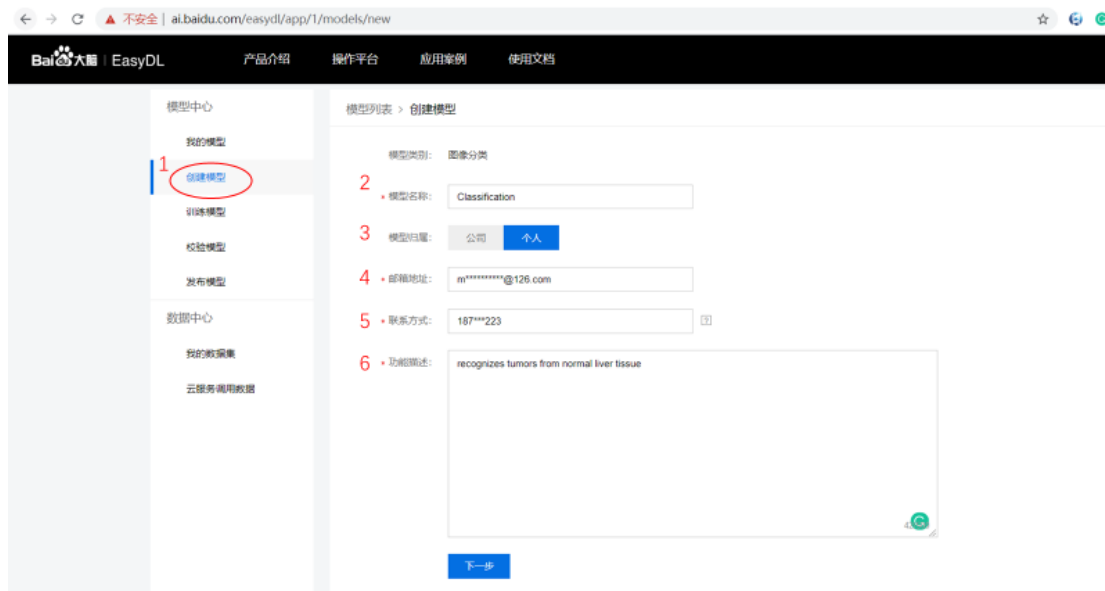 不安全 | ai.baidu.com/easydl/app/1/models/new
Bai大脑 | EasyDL 产品介绍 操作平台 应用案例 使用文档
模型中心
我的模型
1 创建模型
训练模型
校验模型
发布模型
数据中心
我的数据集
云服务调用数据
模型列表 > 创建模型
模型类别: 图像分类
2 * 模型名称: Classification
3 模型归属: 公司 个人
4 * 邮箱地址: m**********@126.com
5 * 联系方式: 187***223 ?
6 * 功能描述: recognizes tumors from normal liver tissue
下一步